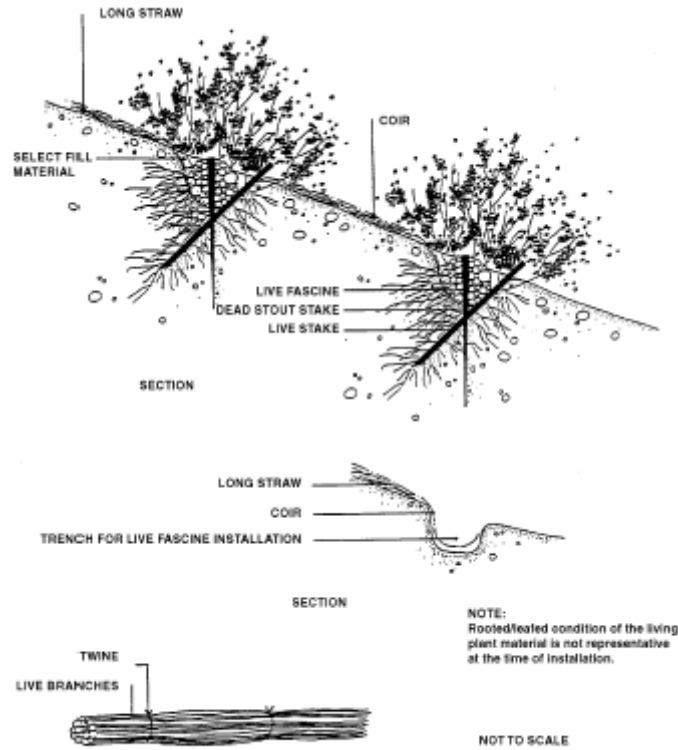 LONG STRAW
COIR
SELECT FILL
MATERIAL
LIVE FASCINE
DEAD STOUT STAKE
LIVE STAKE
SECTION
LONG STRAW
COIR
TRENCH FOR LIVE FASCINE INSTALLATION
SECTION
NOTE:
Rooted/leafed condition of the living
plant material is not representative
at the time of installation.
TWINE
LIVE BRANCHES
NOT TO SCALE